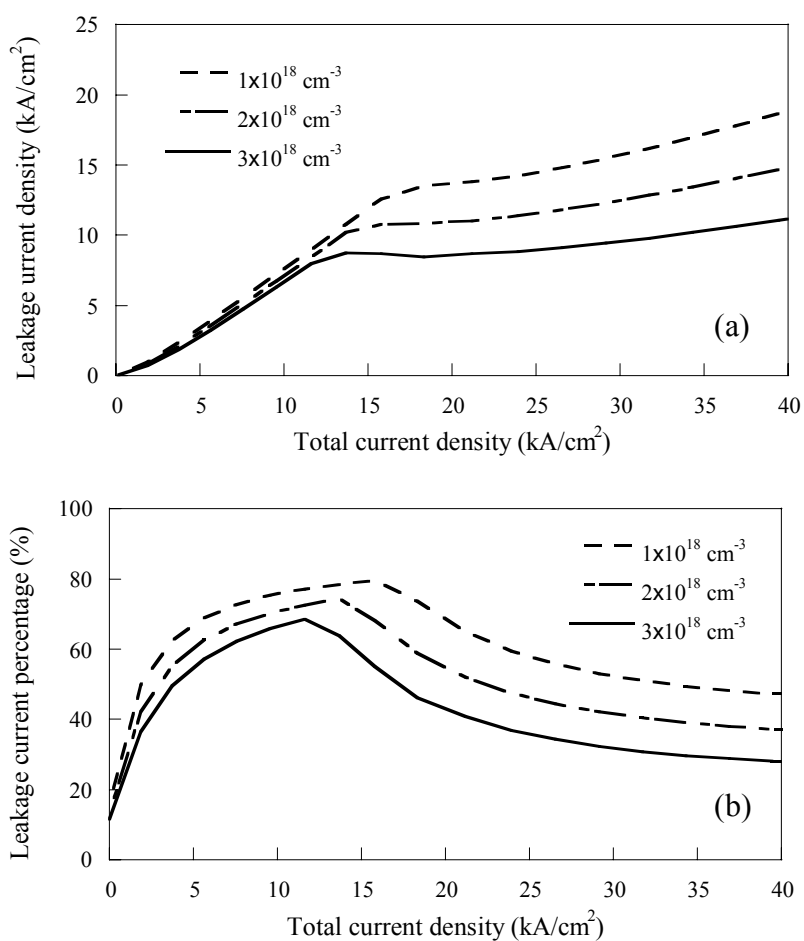 25
20
15
10
5
0
Leakage urrent density (kA/cm²)
1x10¹⁸ cm⁻³
2x10¹⁸ cm⁻³
3x10¹⁸ cm⁻³
(a)
0 5 10 15 20 25 30 35 40
Total current density (kA/cm²)
100
80
60
40
20
0
Leakage current percentage (%)
1x10¹⁸ cm⁻³
2x10¹⁸ cm⁻³
3x10¹⁸ cm⁻³
(b)
0 5 10 15 20 25 30 35 40
Total current density (kA/cm²)